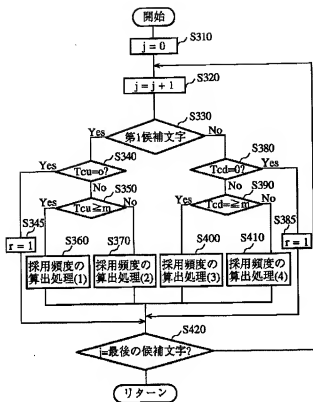 開始
S310
j = 0
S320
j = j + 1
S330
第1候補文字
Yes
No
S340
S380
Yes
Tcu=o?
Tcd=0?
Yes
No
No
S345
S350
S390
S385
Yes
Tcu≦m
No
Tcd=≦m
No
r = 1
S360
S370
S400
S410
r = 1
採用頻度の
算出処理(1)
採用頻度の
算出処理(2)
採用頻度の
算出処理(3)
採用頻度の
算出処理(4)
S420
j=最後の候補文字?
リターン